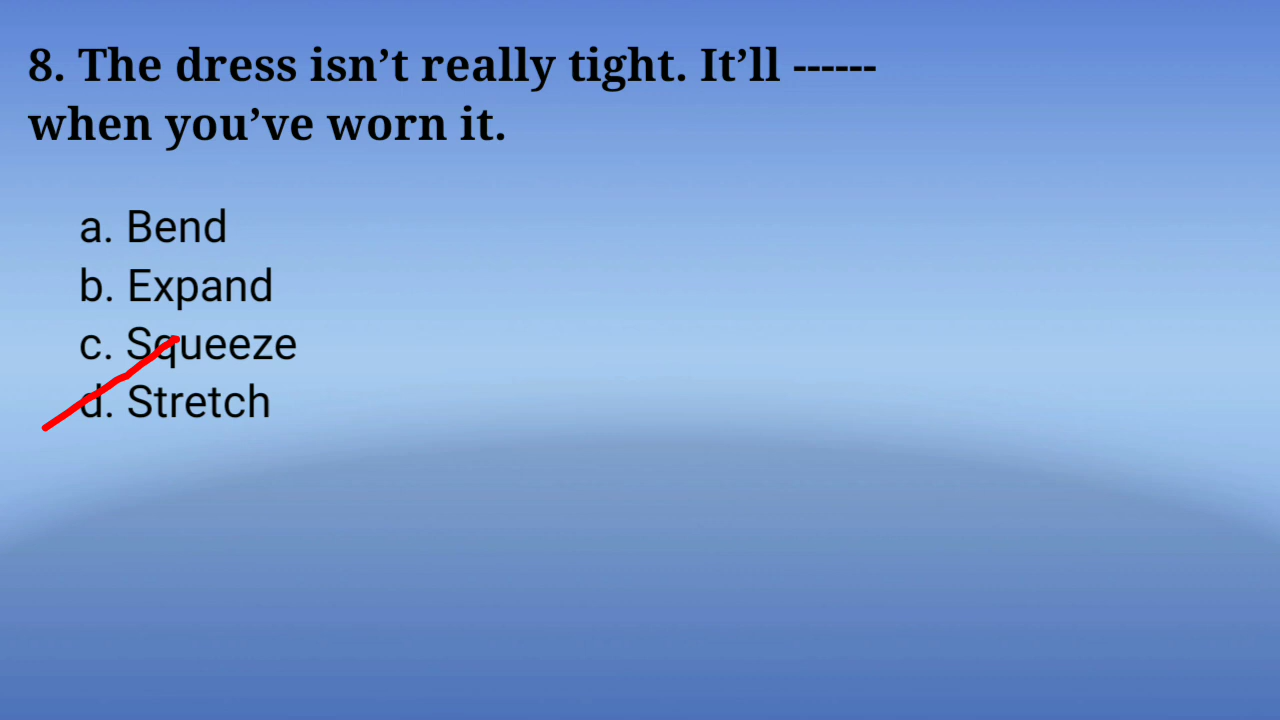 8. The dress isn’t really tight. It’ll ------
when you’ve worn it.
a. Bend
b. Expand
c. Squeeze
d. Stretch